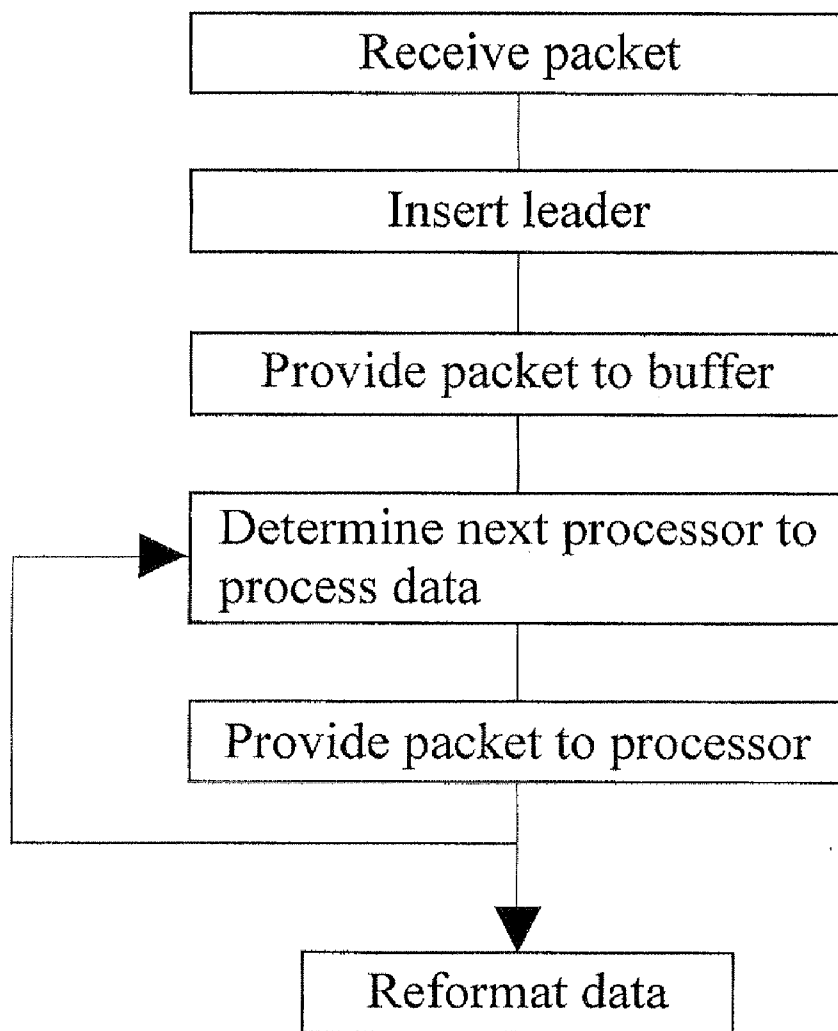 Receive packet
Insert leader
Provide packet to buffer
Determine next processor to
process data
Provide packet to processor
Reformat data